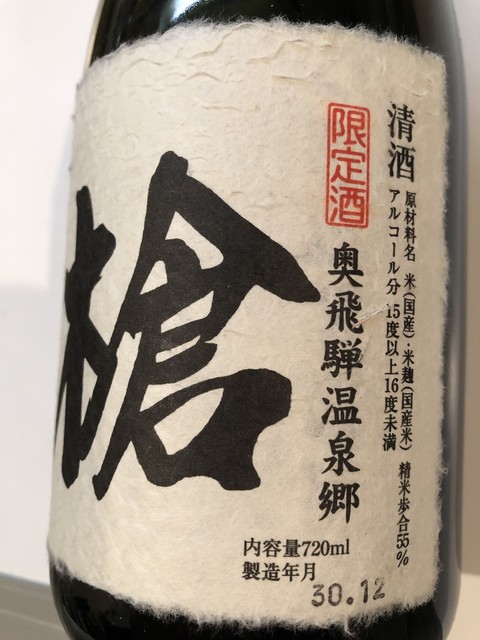 清酒
原材料名 米(国産)・米麹(国産米) 精米歩合55%
アルコール分 15度以上16度未満
限定酒
奥飛騨温泉郷
槍
内容量720ml
製造年月
30.12